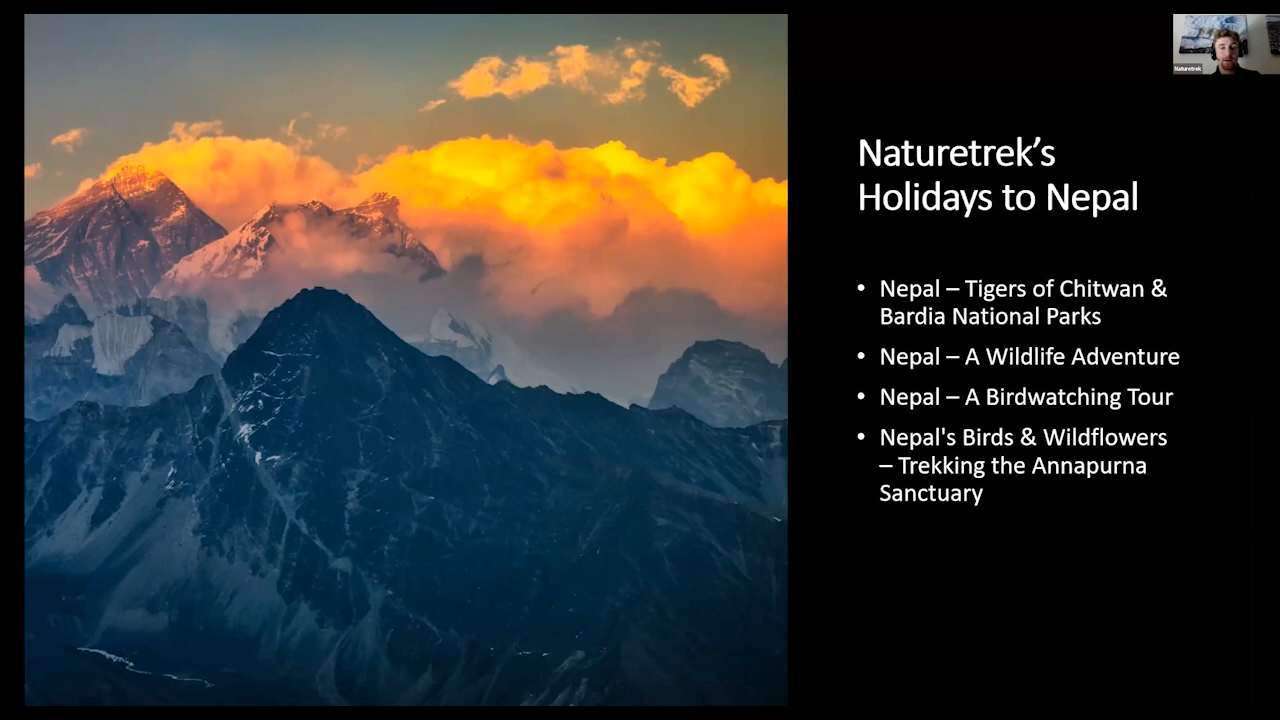 Naturetrek
Naturetrek’s
Holidays to Nepal
• Nepal – Tigers of Chitwan &
Bardia National Parks
• Nepal – A Wildlife Adventure
• Nepal – A Birdwatching Tour
• Nepal's Birds & Wildflowers
– Trekking the Annapurna
Sanctuary